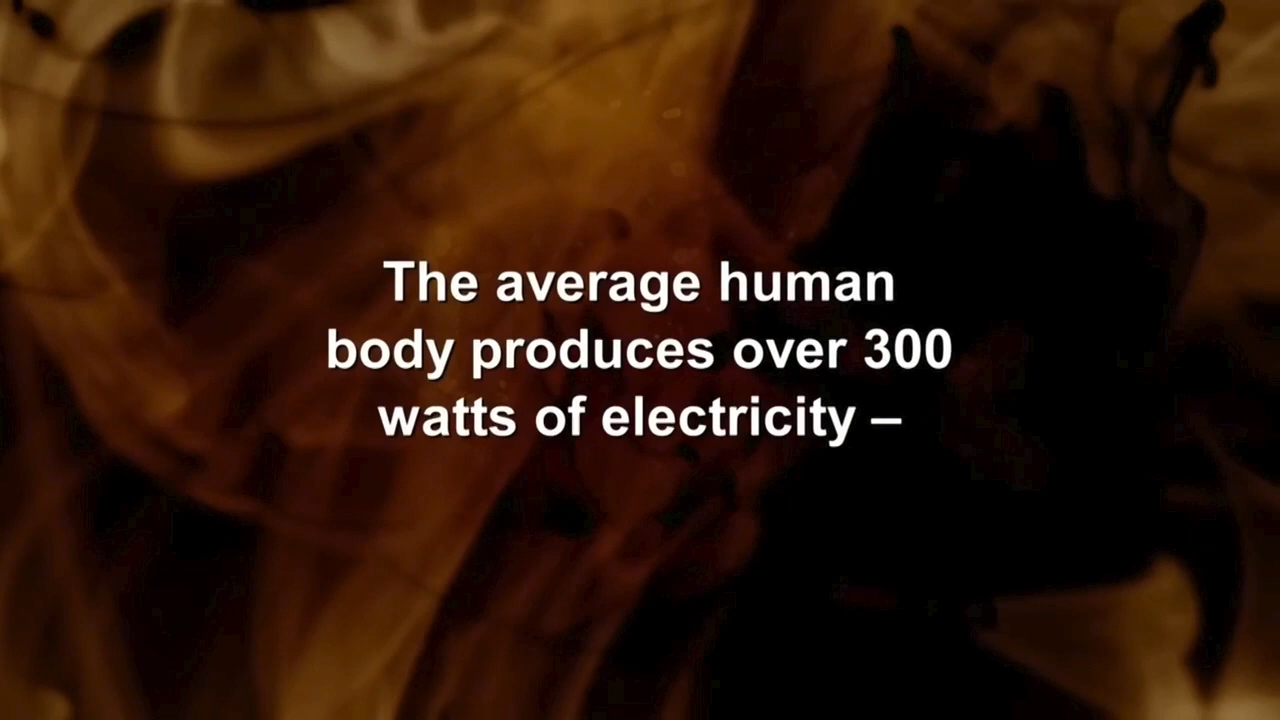 The average human
body produces over 300
watts of electricity –